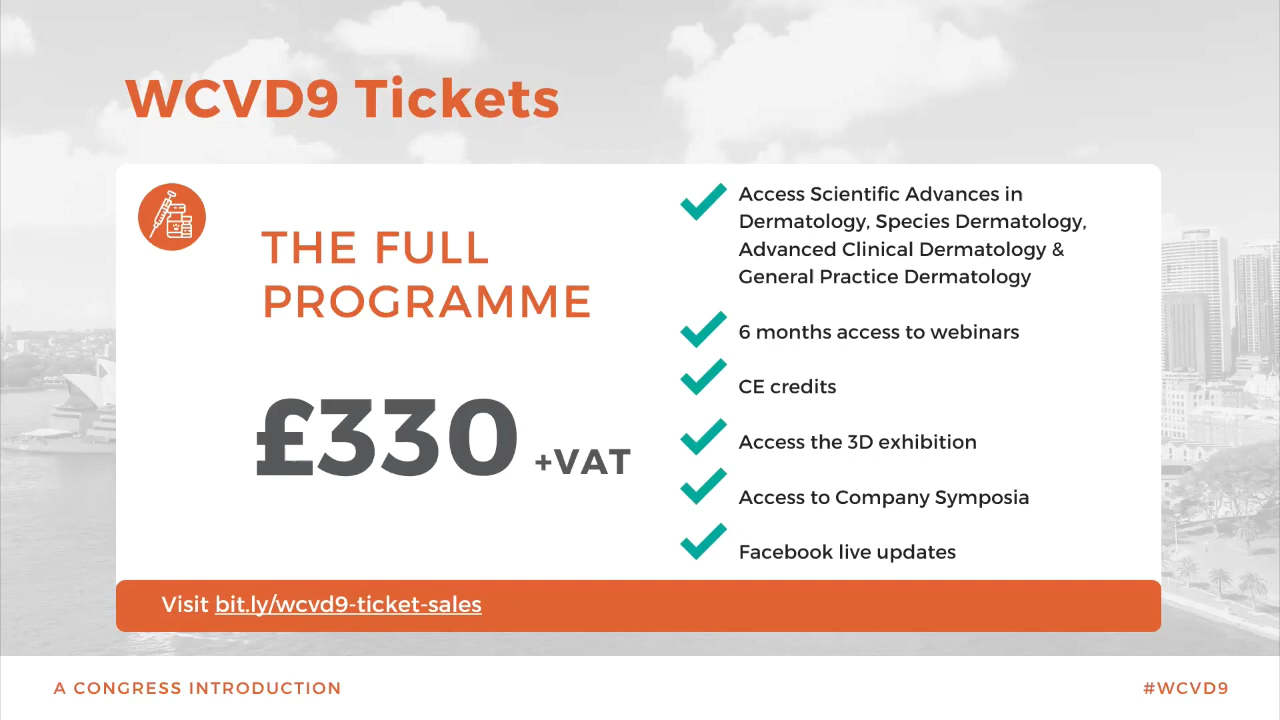 WCVD9 Tickets
THE FULL
PROGRAMME
£330 +VAT
Access Scientific Advances in
Dermatology, Species Dermatology,
Advanced Clinical Dermatology &
General Practice Dermatology
6 months access to webinars
CE credits
Access the 3D exhibition
Access to Company Symposia
Facebook live updates
Visit bit.ly/wcvd9-ticket-sales
A CONGRESS INTRODUCTION
#WCVD9